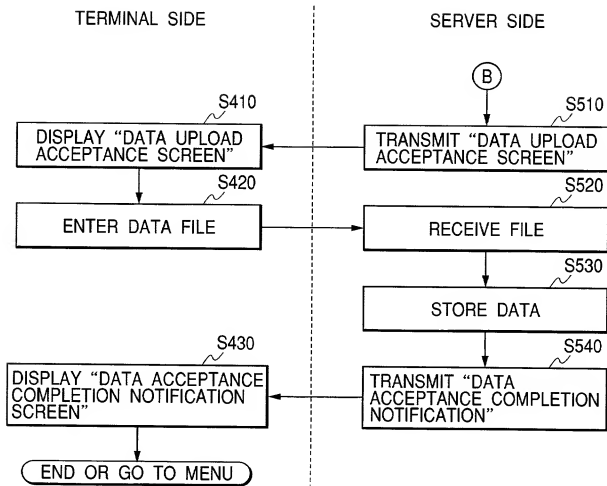 TERMINAL SIDE
SERVER SIDE
B
S510
TRANSMIT "DATA UPLOAD
ACCEPTANCE SCREEN"
S410
DISPLAY "DATA UPLOAD
ACCEPTANCE SCREEN"
S420
ENTER DATA FILE
S520
RECEIVE FILE
S530
STORE DATA
S540
TRANSMIT "DATA
ACCEPTANCE COMPLETION
NOTIFICATION"
S430
DISPLAY "DATA ACCEPTANCE
COMPLETION NOTIFICATION
SCREEN"
END OR GO TO MENU